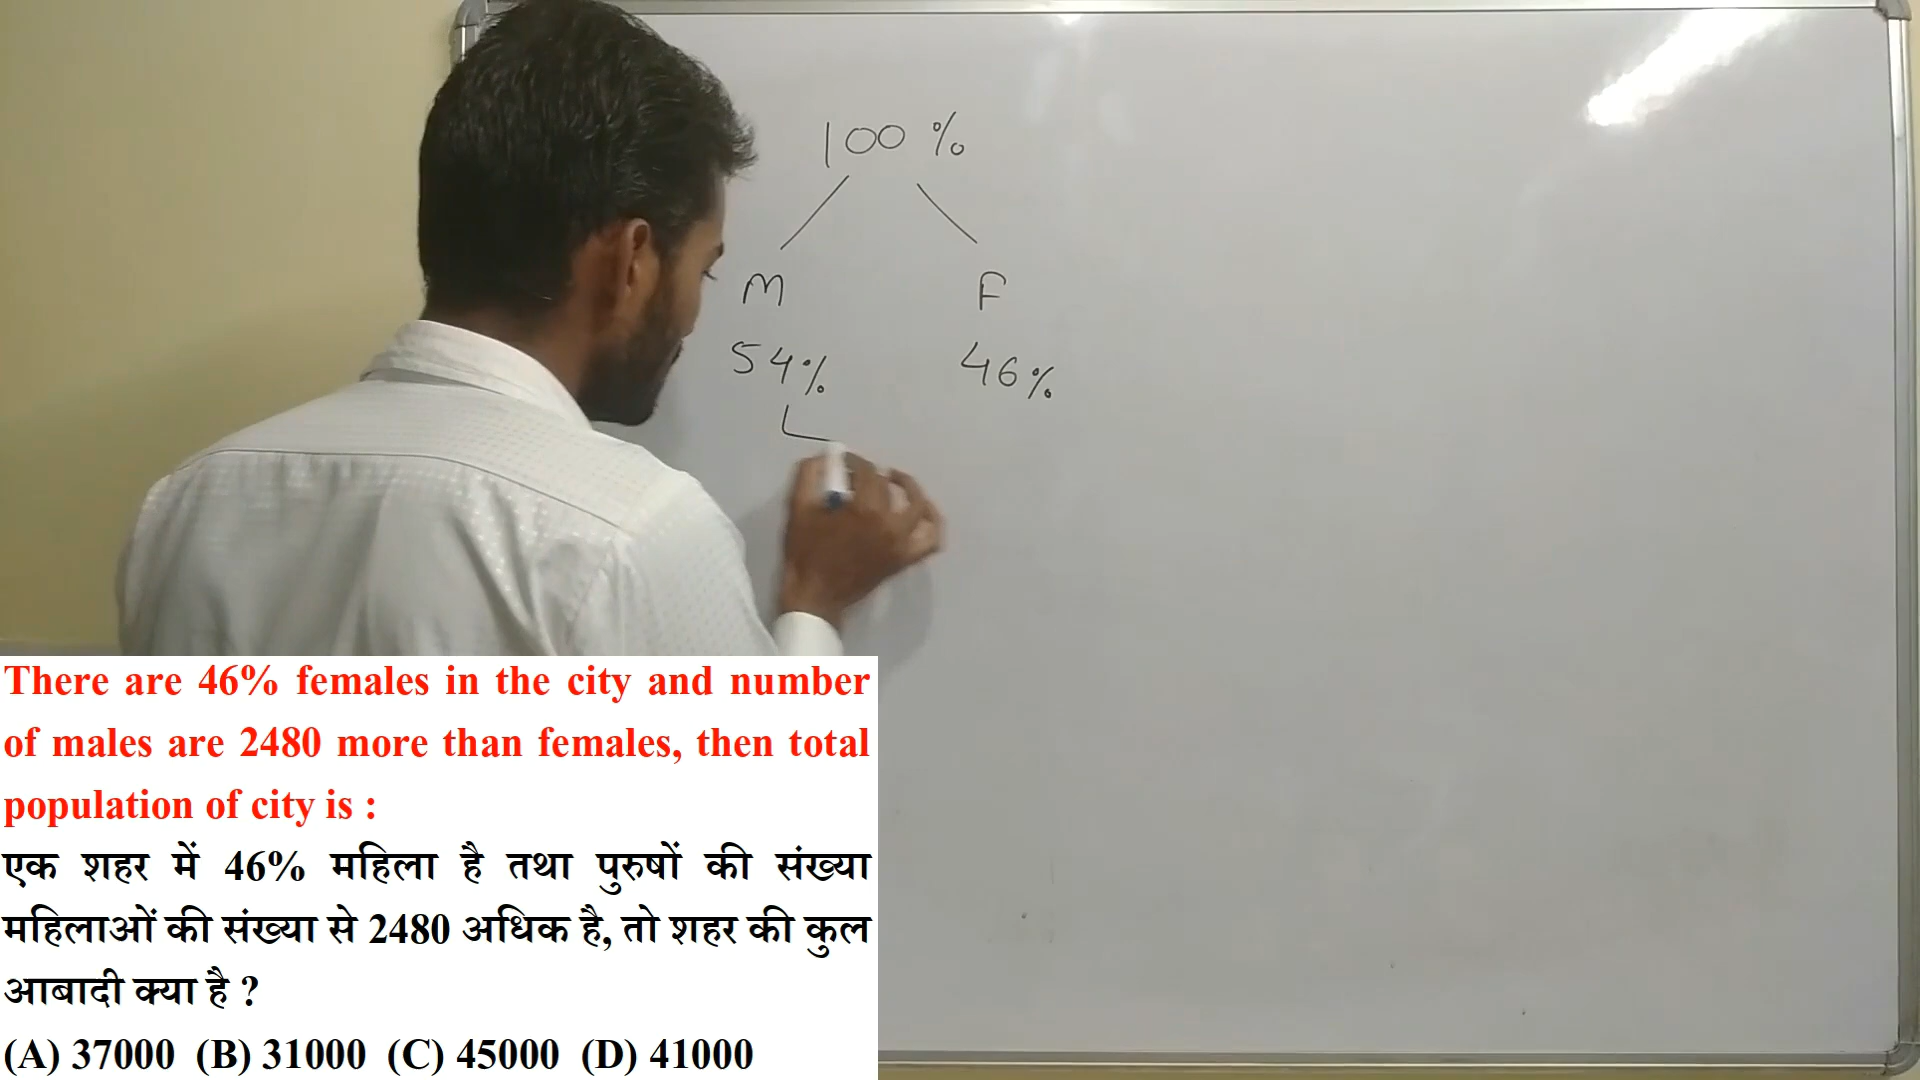 100 %
M F
54% 46%
There are 46% females in the city and number
of males are 2480 more than females, then total
population of city is :
एक शहर में 46% महिला है तथा पुरुषों की संख्या
महिलाओं की संख्या से 2480 अधिक है, तो शहर की कुल
आबादी क्या है ?
(A) 37000 (B) 31000 (C) 45000 (D) 41000